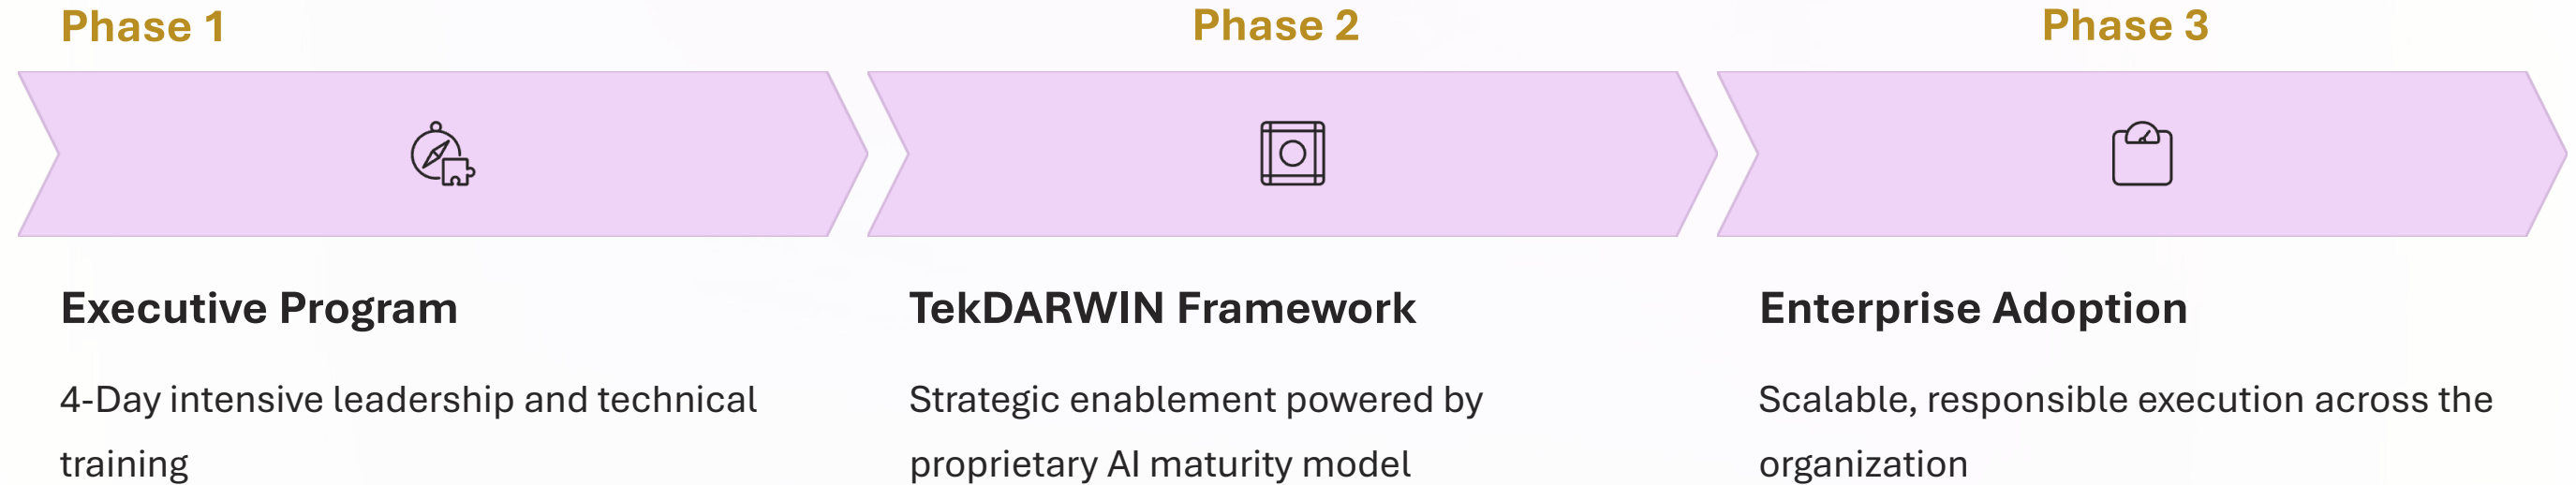 Phase 1
Phase 2
Phase 3
Executive Program
4-Day intensive leadership and technical
training
TekDARWIN Framework
Strategic enablement powered by
proprietary AI maturity model
Enterprise Adoption
Scalable, responsible execution across the
organization